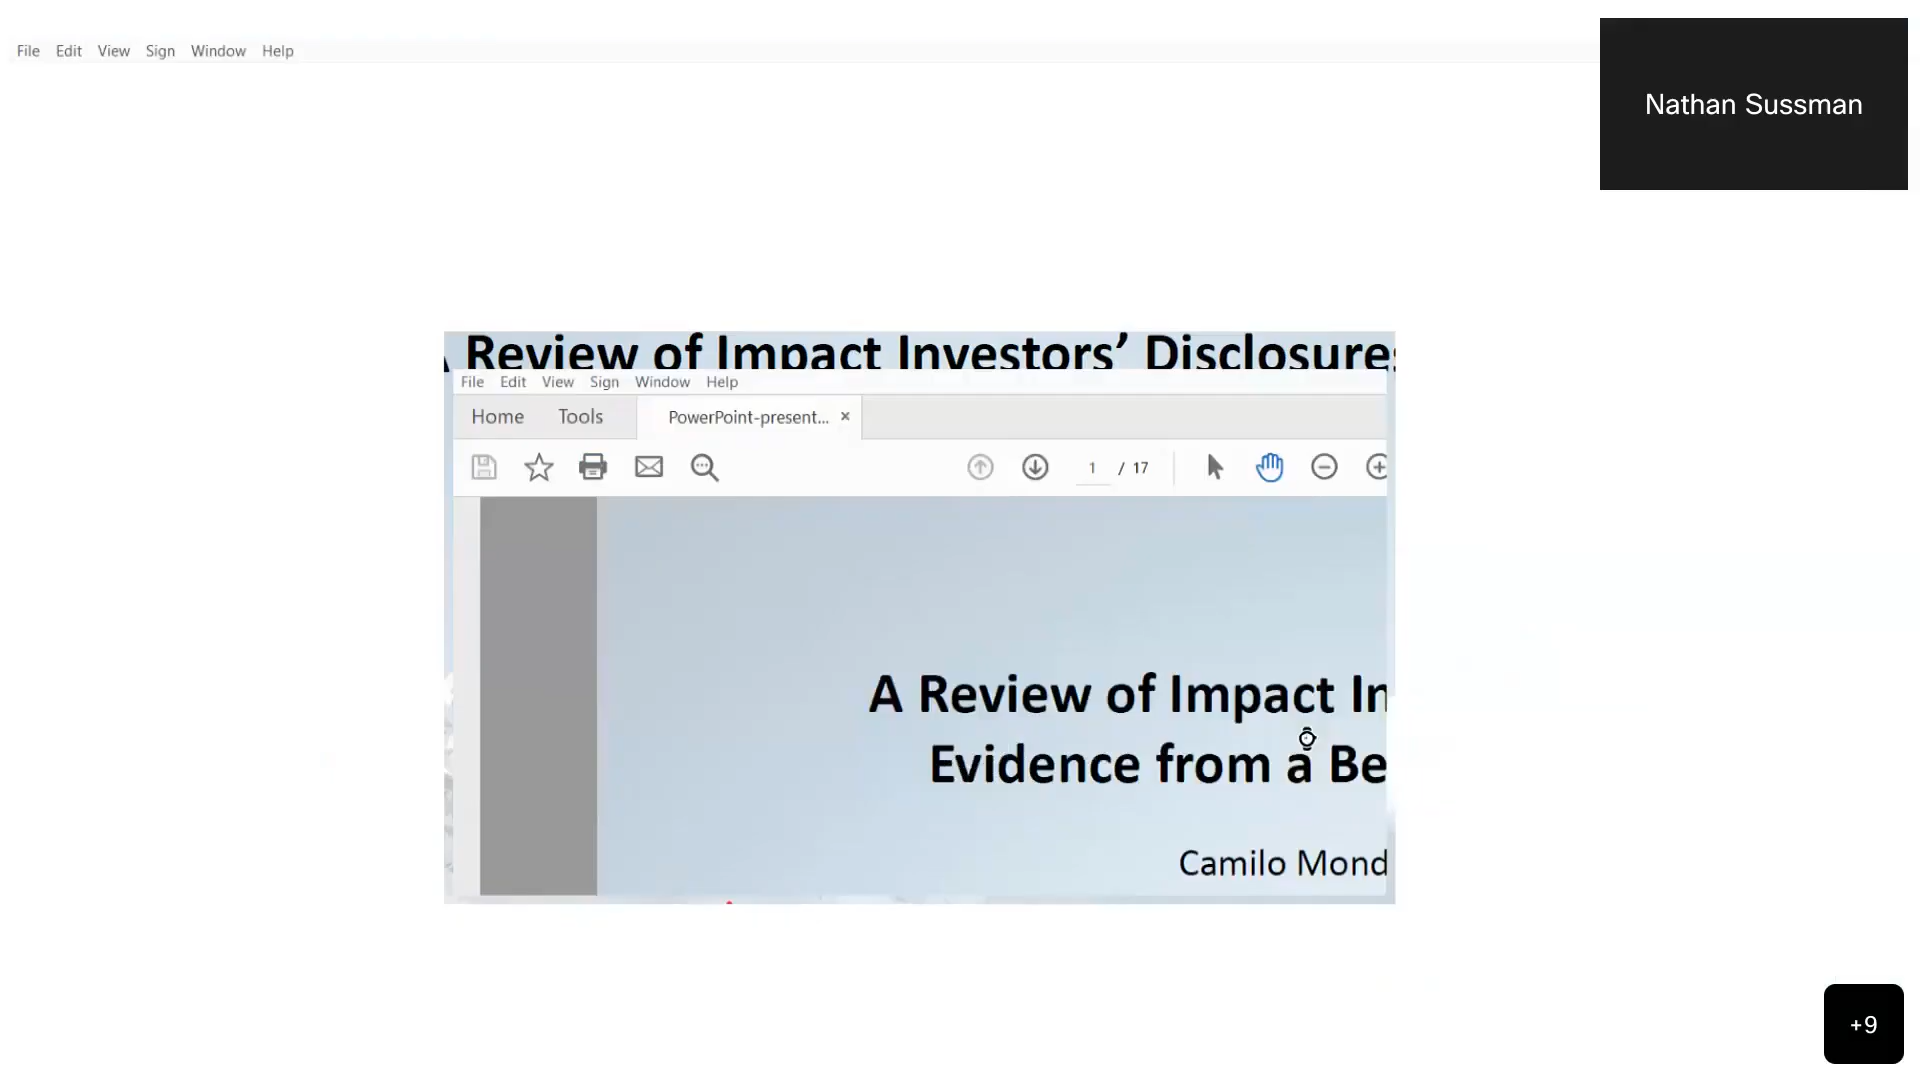 File Edit View Sign Window Help
Nathan Sussman
Review of Impact Investors' Disclosures
File Edit View Sign Window Help
Home Tools PowerPoint-present... ×
1 / 17
A Review of Impact In
Evidence from a Be
Camilo Mond
+9